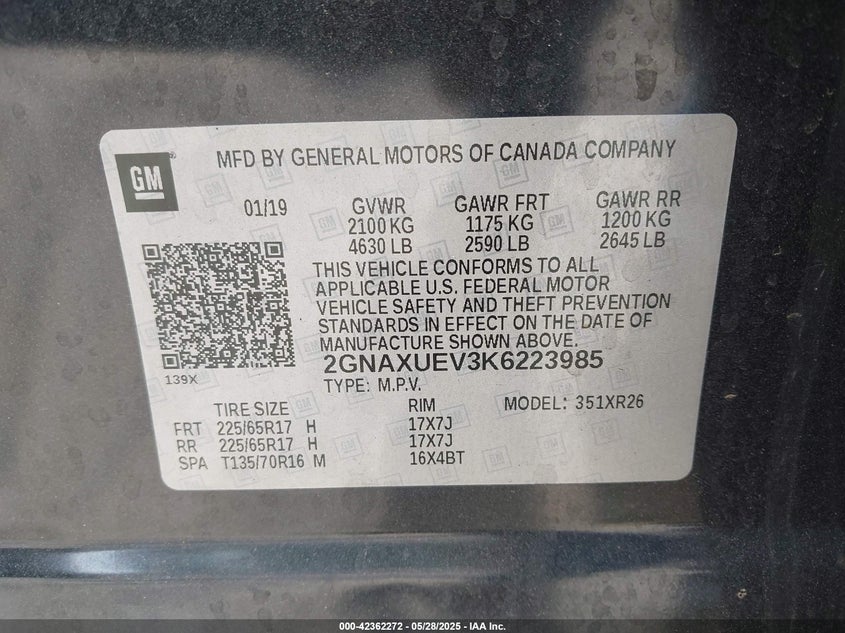 GM
MFD BY GENERAL MOTORS OF CANADA COMPANY
01/19 GVWR GAWR FRT GAWR RR
2100 KG 1175 KG 1200 KG
4630 LB 2590 LB 2645 LB
THIS VEHICLE CONFORMS TO ALL
APPLICABLE U.S. FEDERAL MOTOR
VEHICLE SAFETY AND THEFT PREVENTION
STANDARDS IN EFFECT ON THE DATE OF
MANUFACTURE SHOWN ABOVE.
2GNAXUEV3K6223985
139X
TYPE: M.P.V.
TIRE SIZE RIM MODEL: 351XR26
FRT 225/65R17 H 17X7J
RR 225/65R17 H 17X7J
SPA T135/70R16 M 16X4BT
000-42362272 / 05/28/2025 - IAA Inc.